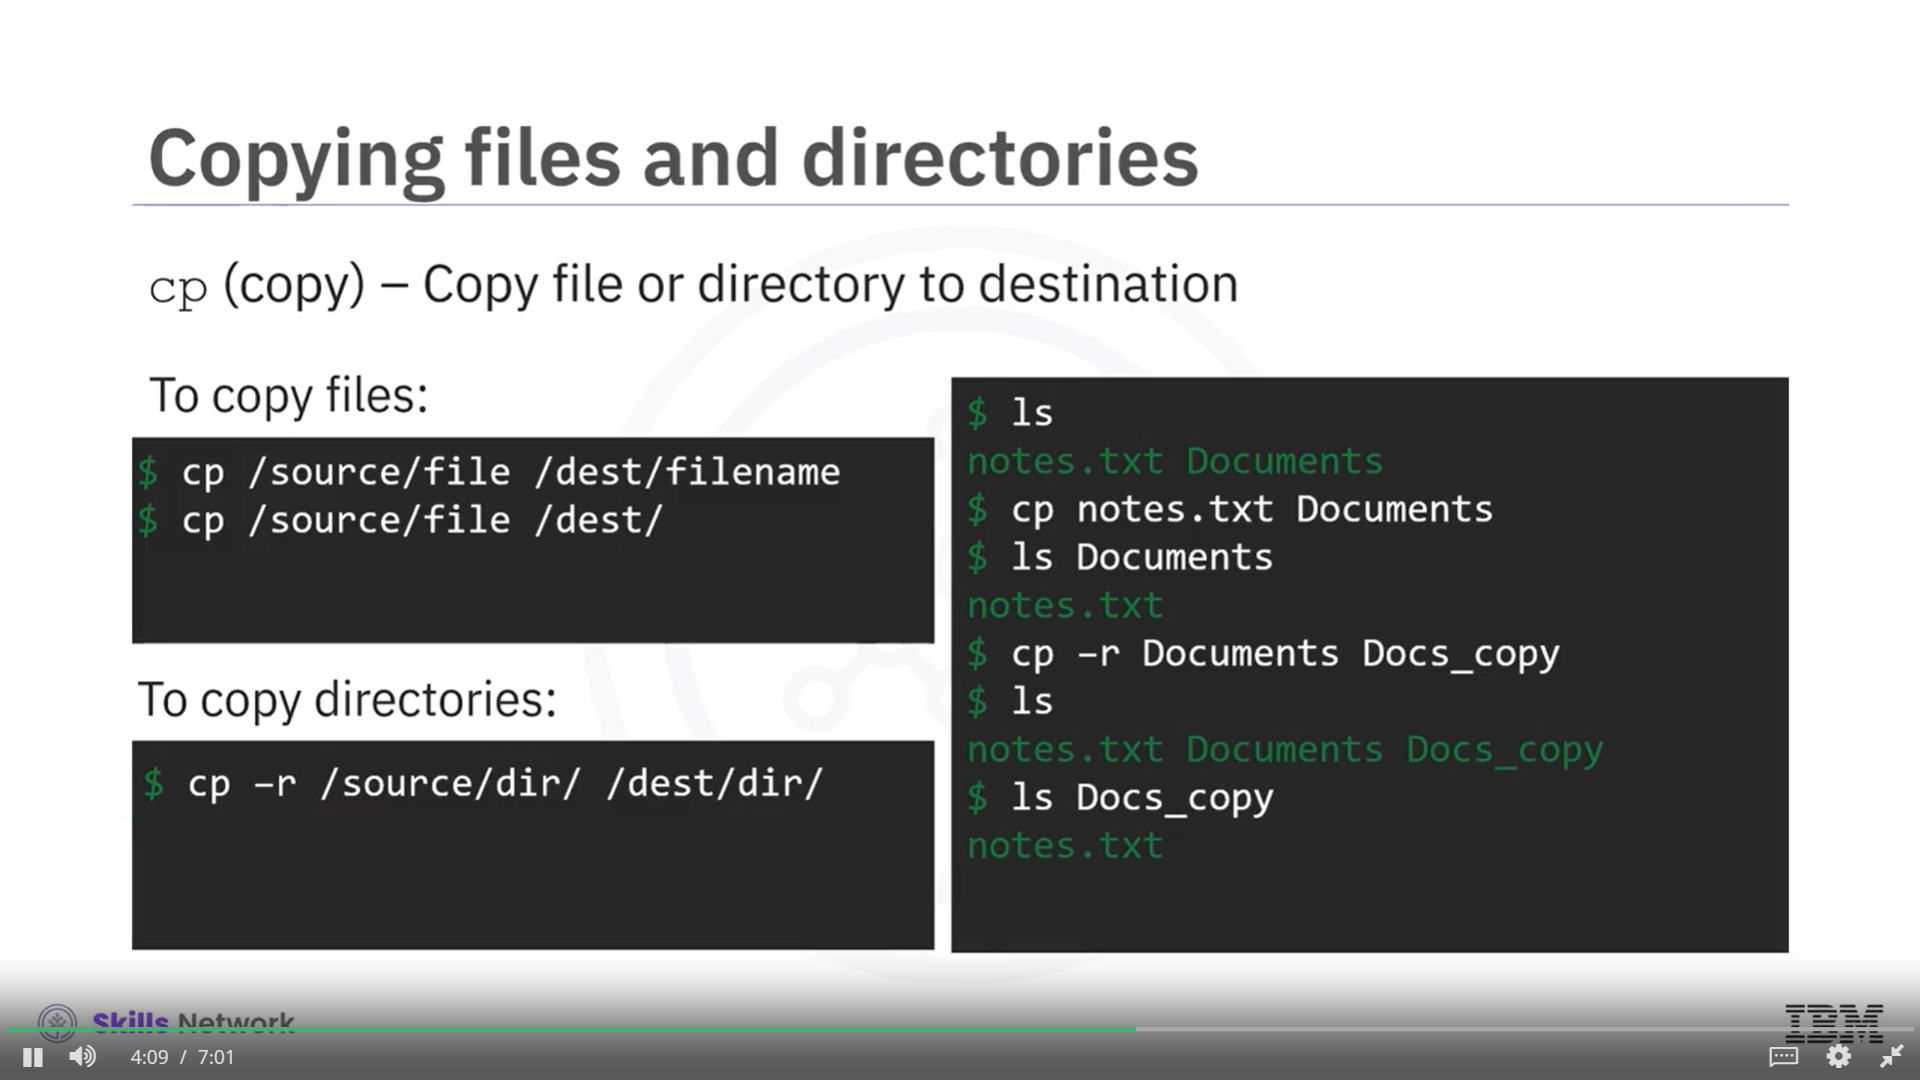 Copying files and directories
cp (copy) – Copy file or directory to destination
To copy files:
$ cp /source/file /dest/filename
$ cp /source/file /dest/
To copy directories:
$ cp –r /source/dir/ /dest/dir/
$ ls
notes.txt Documents
$ cp notes.txt Documents
$ ls Documents
notes.txt
$ cp –r Documents Docs_copy
$ ls
notes.txt Documents Docs_copy
$ ls Docs_copy
notes.txt
Skills Network
IBM
4:09 / 7:01